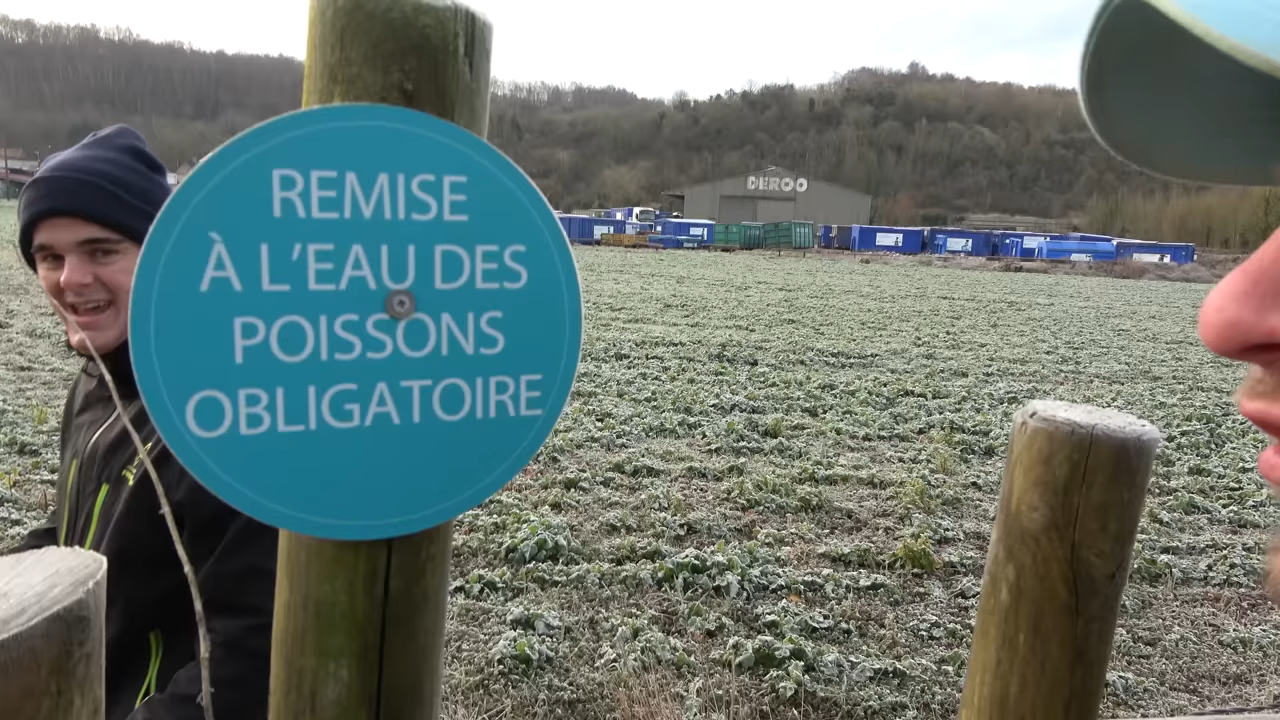 DEROO
REMISE
À L'EAU DES
POISSONS
OBLIGATOIRE